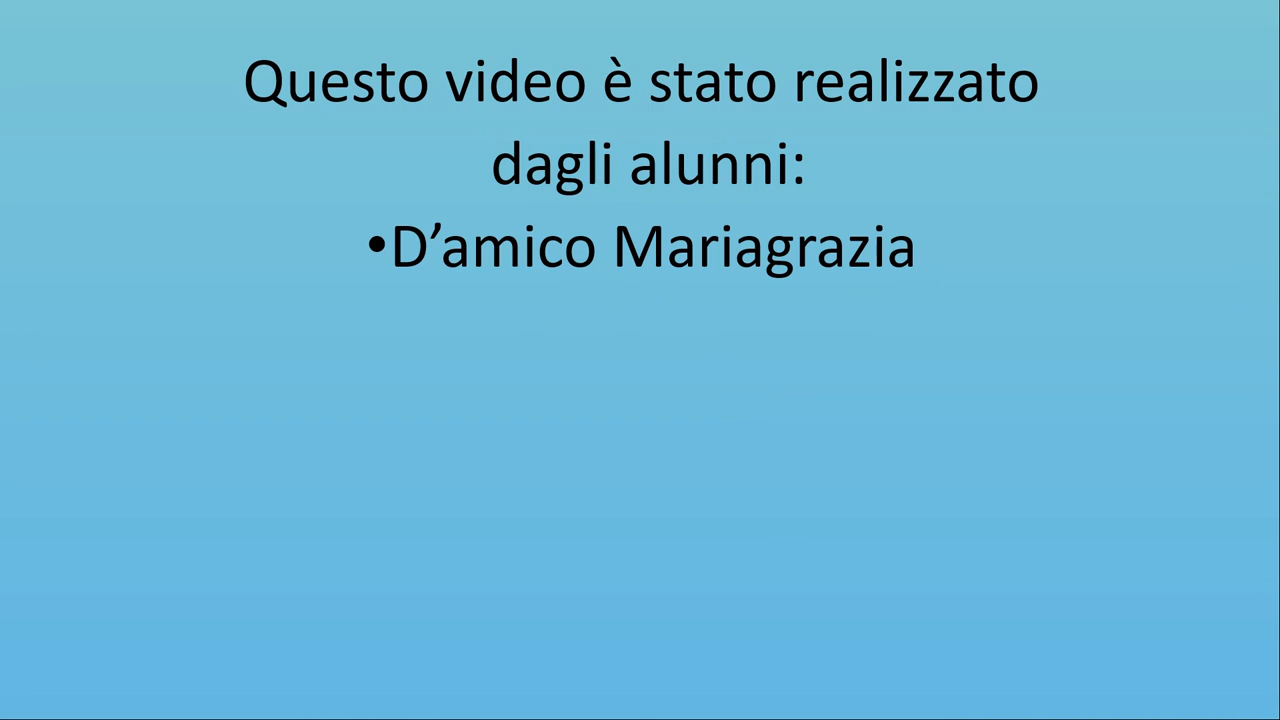 Questo video è stato realizzato
dagli alunni:
•D’amico Mariagrazia